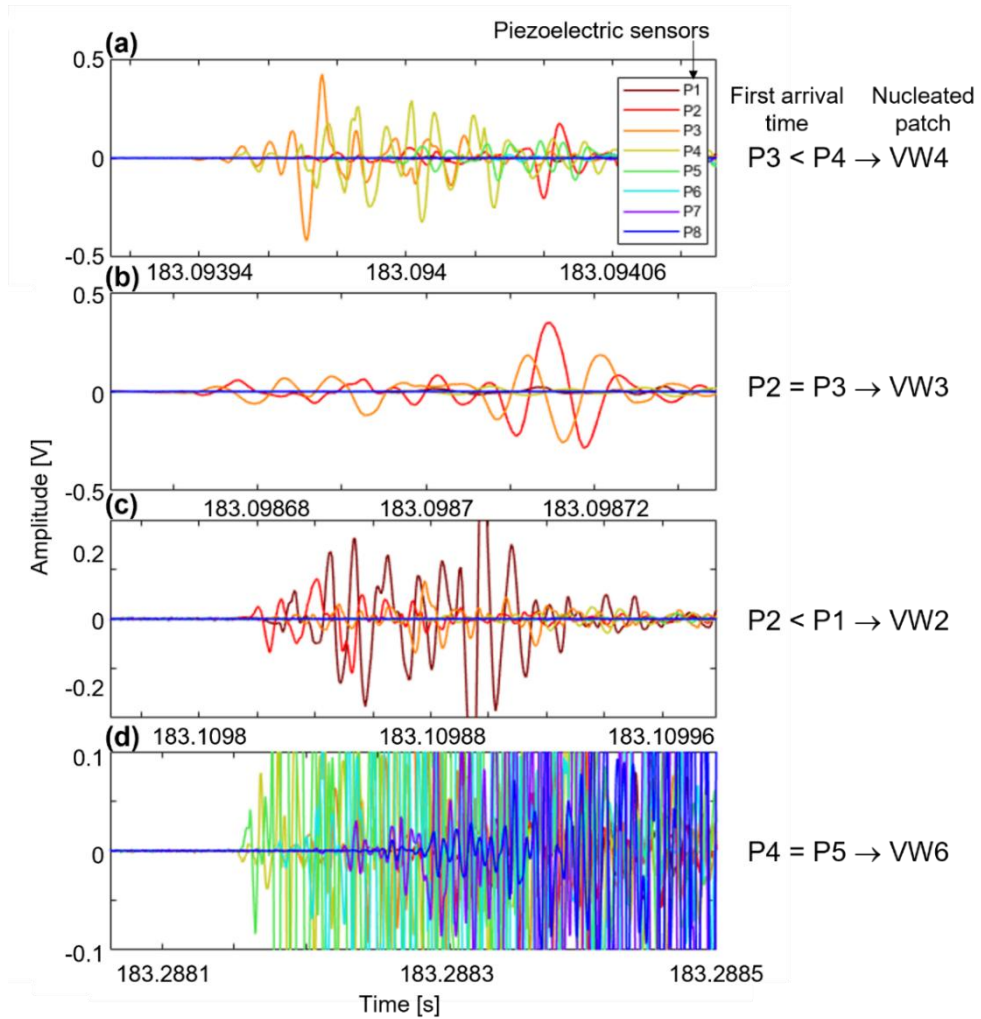 Piezoelectric sensors
(a)
0.5
0
-0.5
P1
P2
P3
P4
P5
P6
P7
P8
First arrival time
Nucleated patch
P3 < P4 → VW4
183.09394
183.094
183.09406
(b)
0.5
0
-0.5
P2 = P3 → VW3
183.09868
183.0987
183.09872
Amplitude [V]
(c)
0.2
0
-0.2
P2 < P1 → VW2
183.1098
183.10988
183.10996
(d)
0.1
0
-0.1
P4 = P5 → VW6
183.2881
183.2883
183.2885
Time [s]